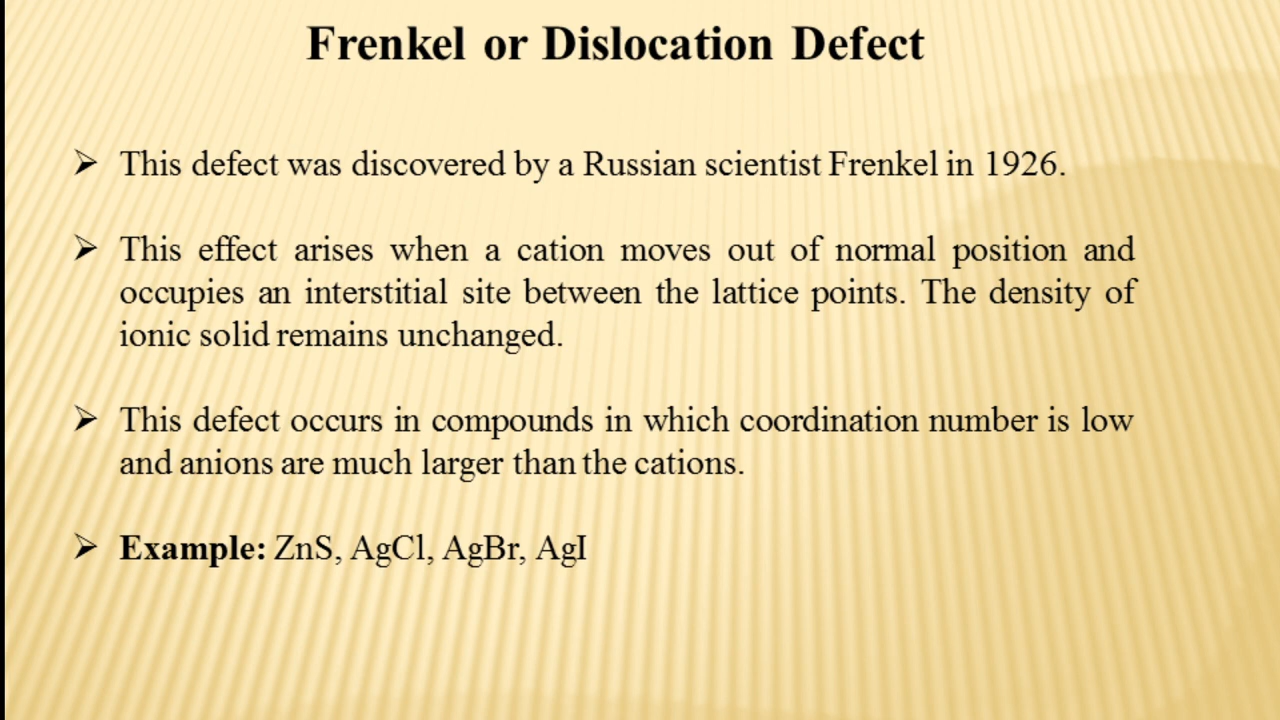 Frenkel or Dislocation Defect
➢ This defect was discovered by a Russian scientist Frenkel in 1926.
➢ This effect arises when a cation moves out of normal position and
occupies an interstitial site between the lattice points. The density of
ionic solid remains unchanged.
➢ This defect occurs in compounds in which coordination number is low
and anions are much larger than the cations.
➢ Example: ZnS, AgCl, AgBr, AgI